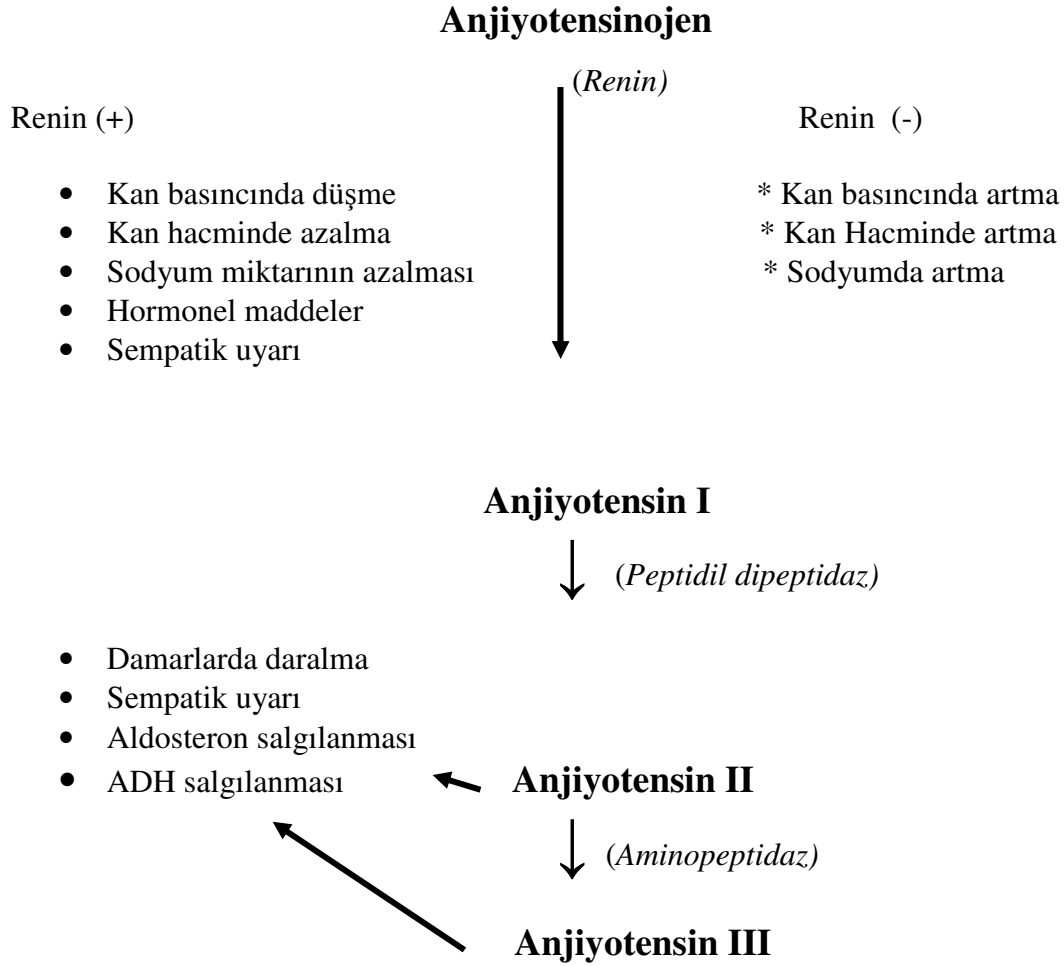 Anjiyotensinojen
(Renin)
Renin (+)
Renin (-)
• Kan basıncında düşme
• Kan hacminde azalma
• Sodyum miktarının azalması
• Hormonel maddeler
• Sempatik uyarı
* Kan basıncında artma
* Kan Hacminde artma
* Sodyumda artma
Anjiyotensin I
(Peptidil dipeptidaz)
• Damarlarda daralma
• Sempatik uyarı
• Aldosteron salgılanması
• ADH salgılanması
Anjiyotensin II
(Aminopeptidaz)
Anjiyotensin III